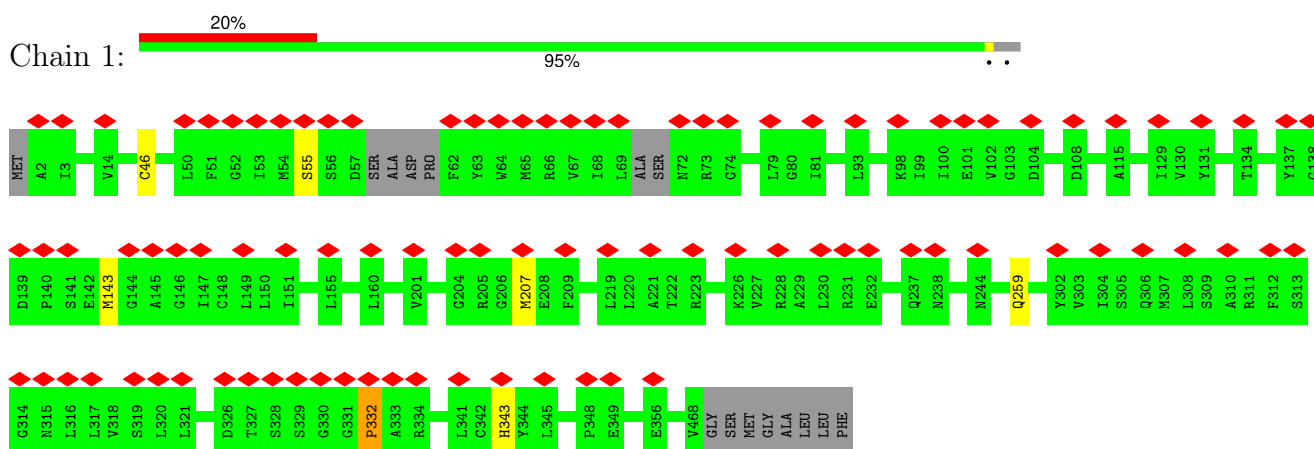 20%
Chain 1:
95%
• •
MET A2 I3 V14 C46 L50 F51 G52 I53 M54 S55 S56 D57 SER ALA ASP PRO F62 Y63 W64 M65 R66 V67 I68 L69 ALA SER N72 R73 G74 L79 G80 I81 L93 K98 I99 I100 E101 V102 G103 D104 D108 A115 I129 V130 Y131 T134 Y137 G138
D139 P140 S141 E142 M143 G144 A145 G146 I147 C148 L149 L150 I151 L155 L160 V201 G204 R205 G206 M207 E208 F209 L219 L220 A221 T222 R223 K226 V227 R228 A229 L230 R231 E232 Q237 N238 N244 Q259 Y302 V303 I304 S305 Q306 M307 L308 S309 A310 R311 F312 S313
G314 N315 L316 L317 V318 S319 L320 L321 D326 T327 S328 S329 G330 G331 P332 A333 R334 L341 C342 H343 Y344 L345 P348 E349 E356 V468 GLY SER MET GLY ALA LEU LEU PHE